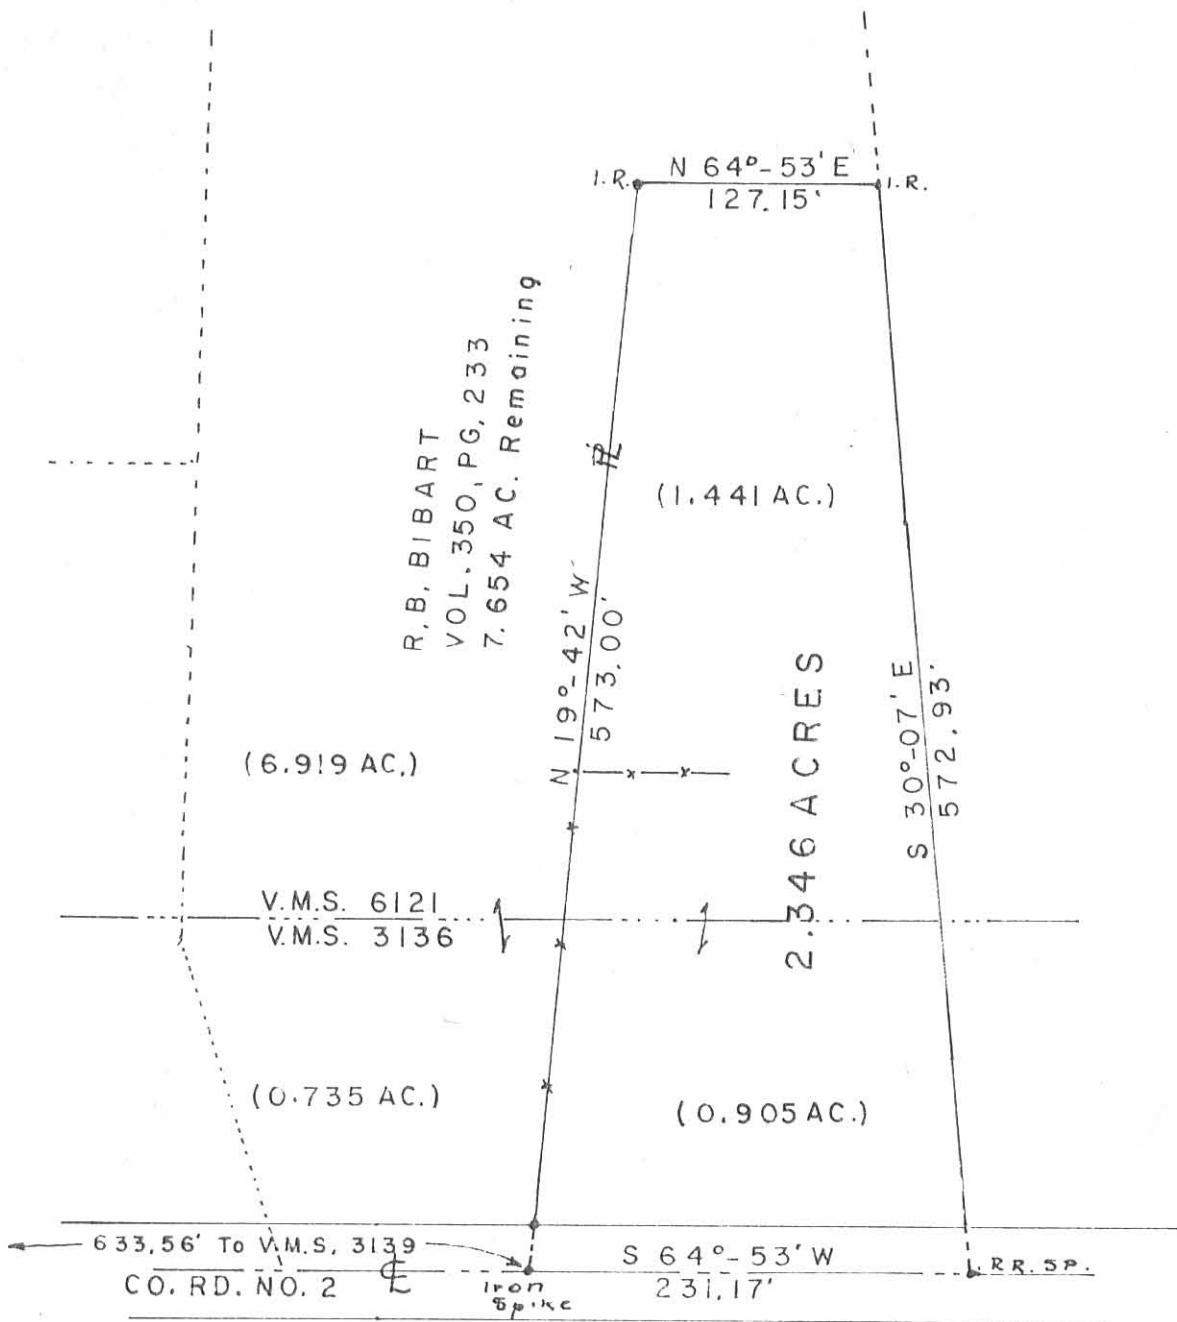 N 64°-53' E
I.R.
I.R.
127.15'
R.B. BIBART
VOL. 350, PG. 233
7.654 AC. Remaining
PL
(1.441 AC.)
N 19°-42' W
573.00'
2.346 ACRES
S 30°-07' E
572.93'
(6.919 AC.)
V.M.S. 6121
V.M.S. 3136
(0.735 AC.)
(0.905 AC.)
633.56' To V.M.S. 3139
CO. RD. NO. 2
℄
Iron
Spike
S 64°-53' W
231.17'
RR. SP.